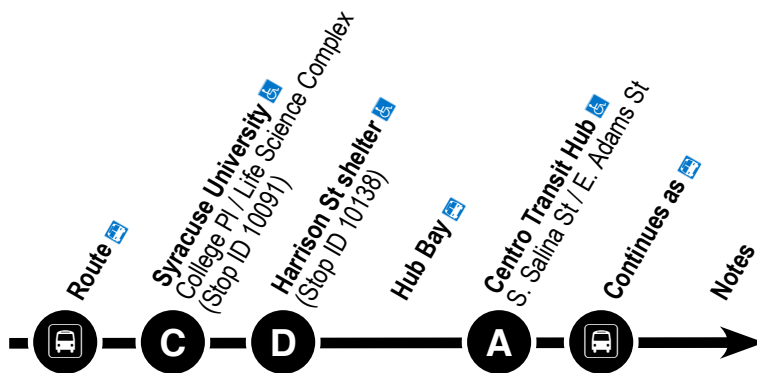 Route
Syracuse University
College Pl / Life Science Complex
(Stop ID 10091)
Harrison St shelter
(Stop ID 10138)
Hub Bay
Centro Transit Hub
S. Salina St / E. Adams St
Continues as
Notes
C
D
A